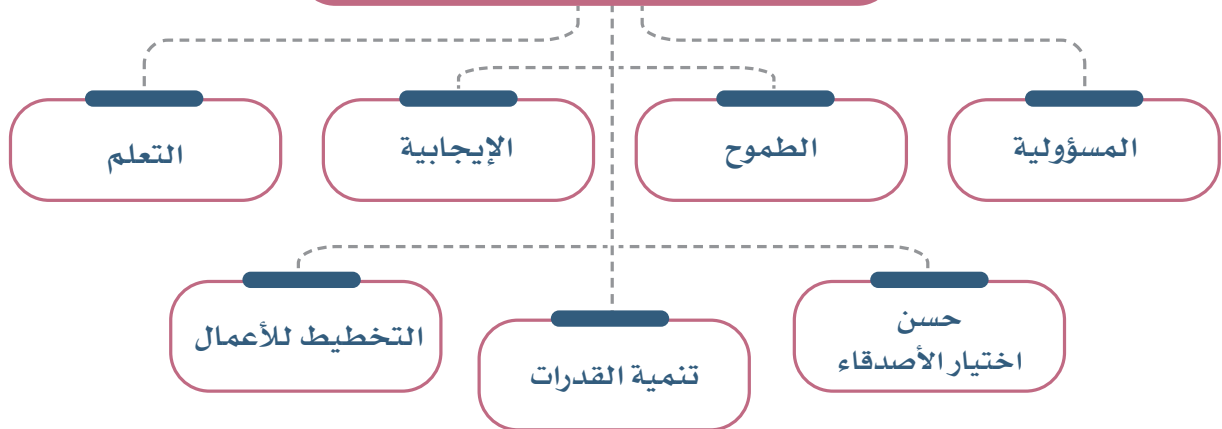 المسؤولية
الطموح
الإيجابية
التعلم
حسن
اختيار الأصدقاء
تنمية القدرات
التخطيط للأعمال